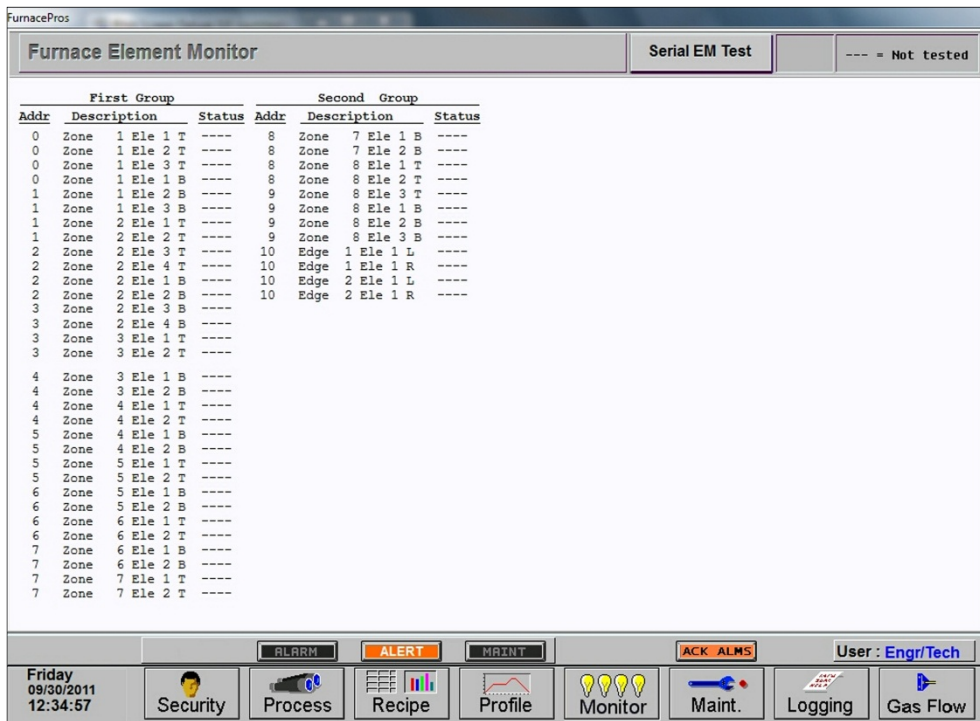 FurnacePros
Furnace Element Monitor
Serial EM Test
--- = Not tested
First Group
Addr Description Status
0 Zone 1 Ele 1 T ----
0 Zone 1 Ele 2 T ----
0 Zone 1 Ele 3 T ----
0 Zone 1 Ele 1 B ----
1 Zone 1 Ele 2 B ----
1 Zone 1 Ele 3 B ----
1 Zone 2 Ele 1 T ----
1 Zone 2 Ele 2 T ----
2 Zone 2 Ele 3 T ----
2 Zone 2 Ele 4 T ----
2 Zone 2 Ele 1 B ----
2 Zone 2 Ele 2 B ----
3 Zone 2 Ele 3 B ----
3 Zone 2 Ele 4 B ----
3 Zone 3 Ele 1 T ----
3 Zone 3 Ele 2 T ----
4 Zone 3 Ele 1 B ----
4 Zone 3 Ele 2 B ----
4 Zone 4 Ele 1 T ----
4 Zone 4 Ele 2 T ----
5 Zone 4 Ele 1 B ----
5 Zone 4 Ele 2 B ----
5 Zone 5 Ele 1 T ----
5 Zone 5 Ele 2 T ----
6 Zone 5 Ele 1 B ----
6 Zone 5 Ele 2 B ----
6 Zone 6 Ele 1 T ----
6 Zone 6 Ele 2 T ----
7 Zone 6 Ele 1 B ----
7 Zone 6 Ele 2 B ----
7 Zone 7 Ele 1 T ----
7 Zone 7 Ele 2 T ----
Second Group
Addr Description Status
8 Zone 7 Ele 1 B ----
8 Zone 7 Ele 2 B ----
8 Zone 8 Ele 1 T ----
8 Zone 8 Ele 2 T ----
9 Zone 8 Ele 3 T ----
9 Zone 8 Ele 1 B ----
9 Zone 8 Ele 2 B ----
9 Zone 8 Ele 3 B ----
10 Edge 1 Ele 1 L ----
10 Edge 1 Ele 1 R ----
10 Edge 2 Ele 1 L ----
10 Edge 2 Ele 1 R ----
ALARM ALERT MAINT ACK ALMS User : Engr/Tech
Friday
09/30/2011
12:34:57
Security Process Recipe Profile Monitor Maint. Logging Gas Flow